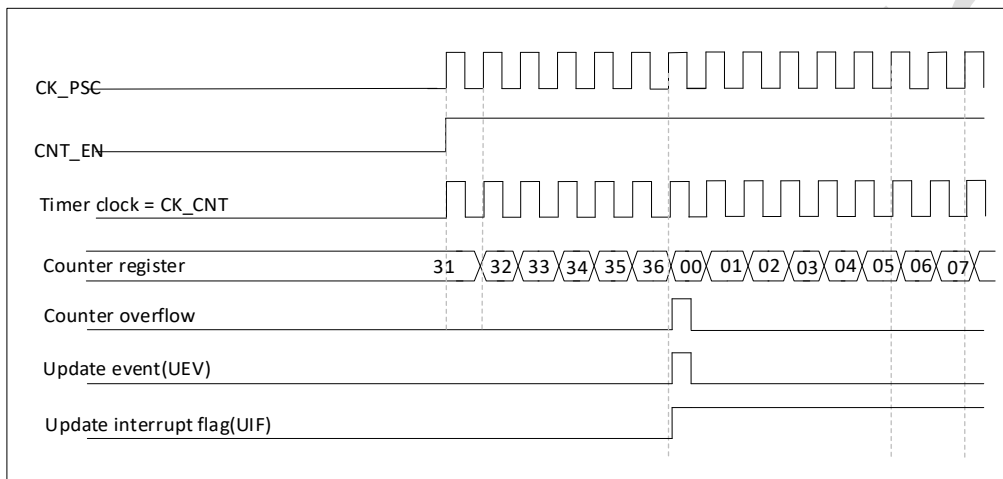 CK_PSC
CNT_EN
Timer clock = CK_CNT
Counter register 31 32 33 34 35 36 00 01 02 03 04 05 06 07
Counter overflow
Update event(UEV)
Update interrupt flag(UIF)